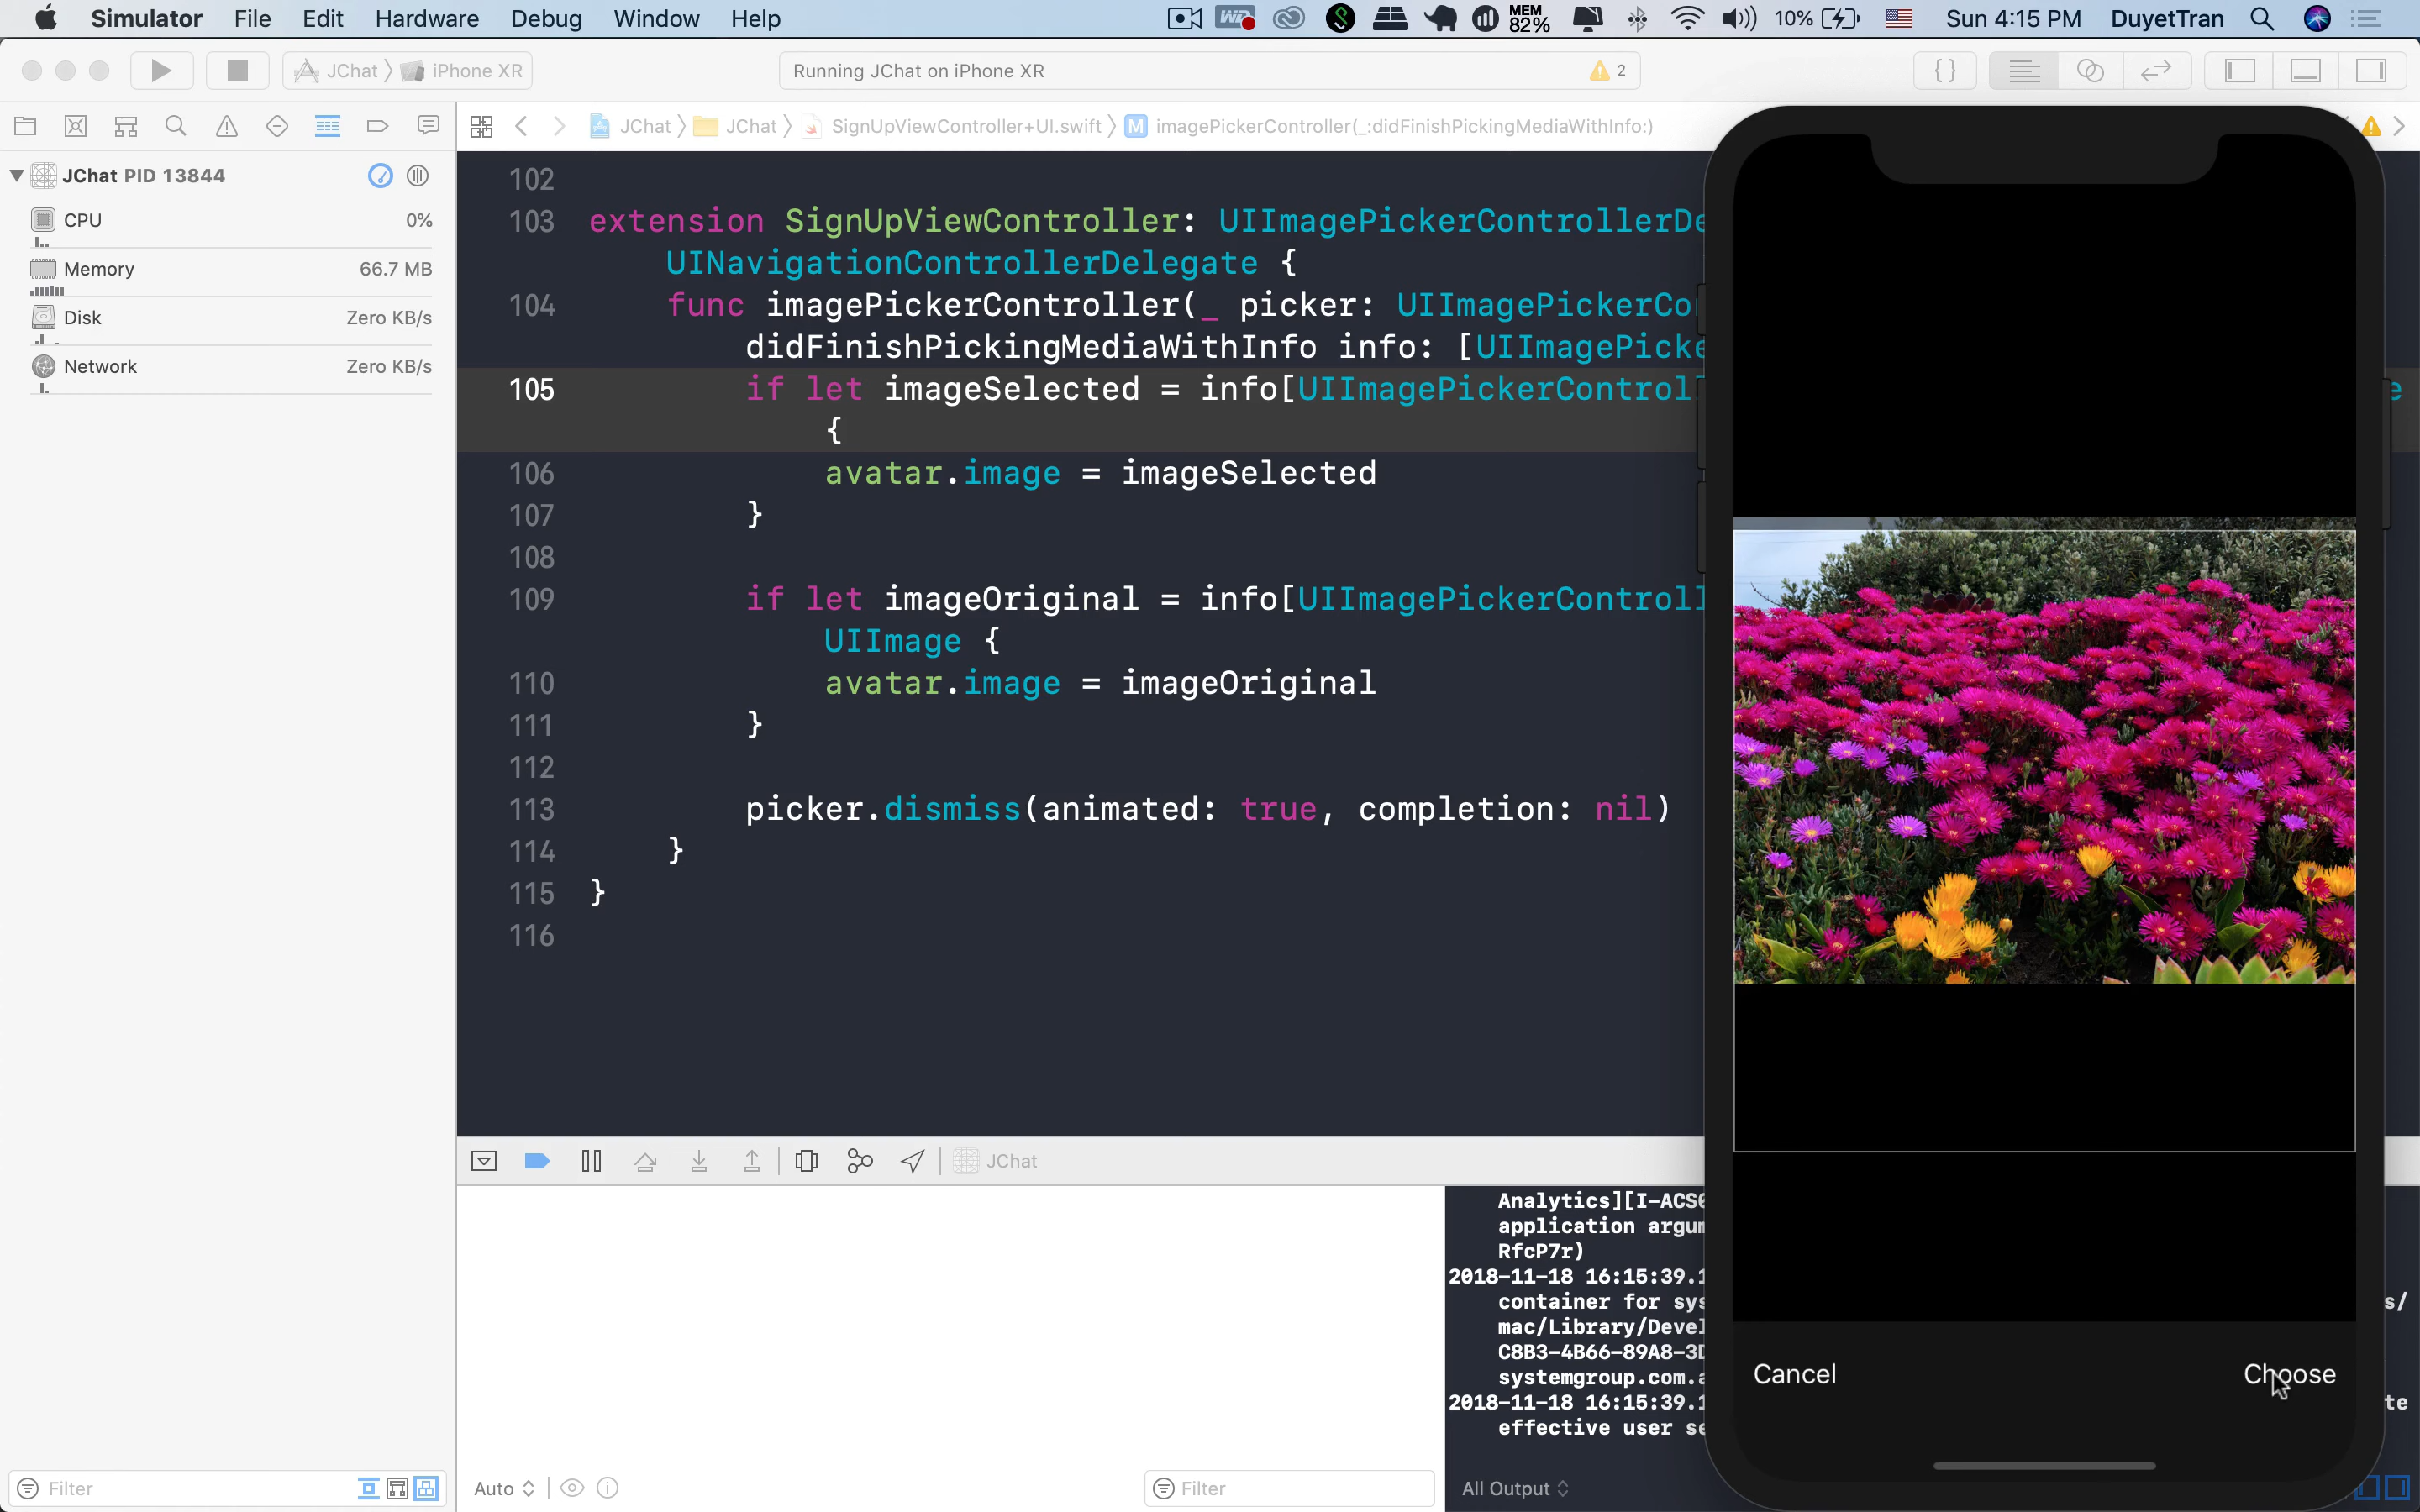 Simulator File Edit Hardware Debug Window Help MEM 82% 10% Sun 4:15 PM DuyetTran
JChat iPhone XR Running JChat on iPhone XR 2
JChat JChat SignUpViewController+UI.swift M imagePickerController(_:didFinishPickingMediaWithInfo:)
JChat PID 13844
CPU 0%
Memory 66.7 MB
Disk Zero KB/s
Network Zero KB/s
102
103 extension SignUpViewController: UIImagePickerControllerDe
UINavigationControllerDelegate {
104 func imagePickerController(_ picker: UIImagePickerCo
didFinishPickingMediaWithInfo info: [UIImagePicke
105 if let imageSelected = info[UIImagePickerControl e
{
106 avatar.image = imageSelected
107 }
108
109 if let imageOriginal = info[UIImagePickerControll
UIImage {
110 avatar.image = imageOriginal
111 }
112
113 picker.dismiss(animated: true, completion: nil)
114 }
115 }
116
JChat
Analytics][I-ACS
application argum
RfcP7r)
2018-11-18 16:15:39.1
container for sys s/
mac/Library/Devel
C8B3-4B66-89A8-3D
systemgroup.com.a
2018-11-18 16:15:39.1 te
effective user se
Cancel Choose
Filter Auto Filter All Output